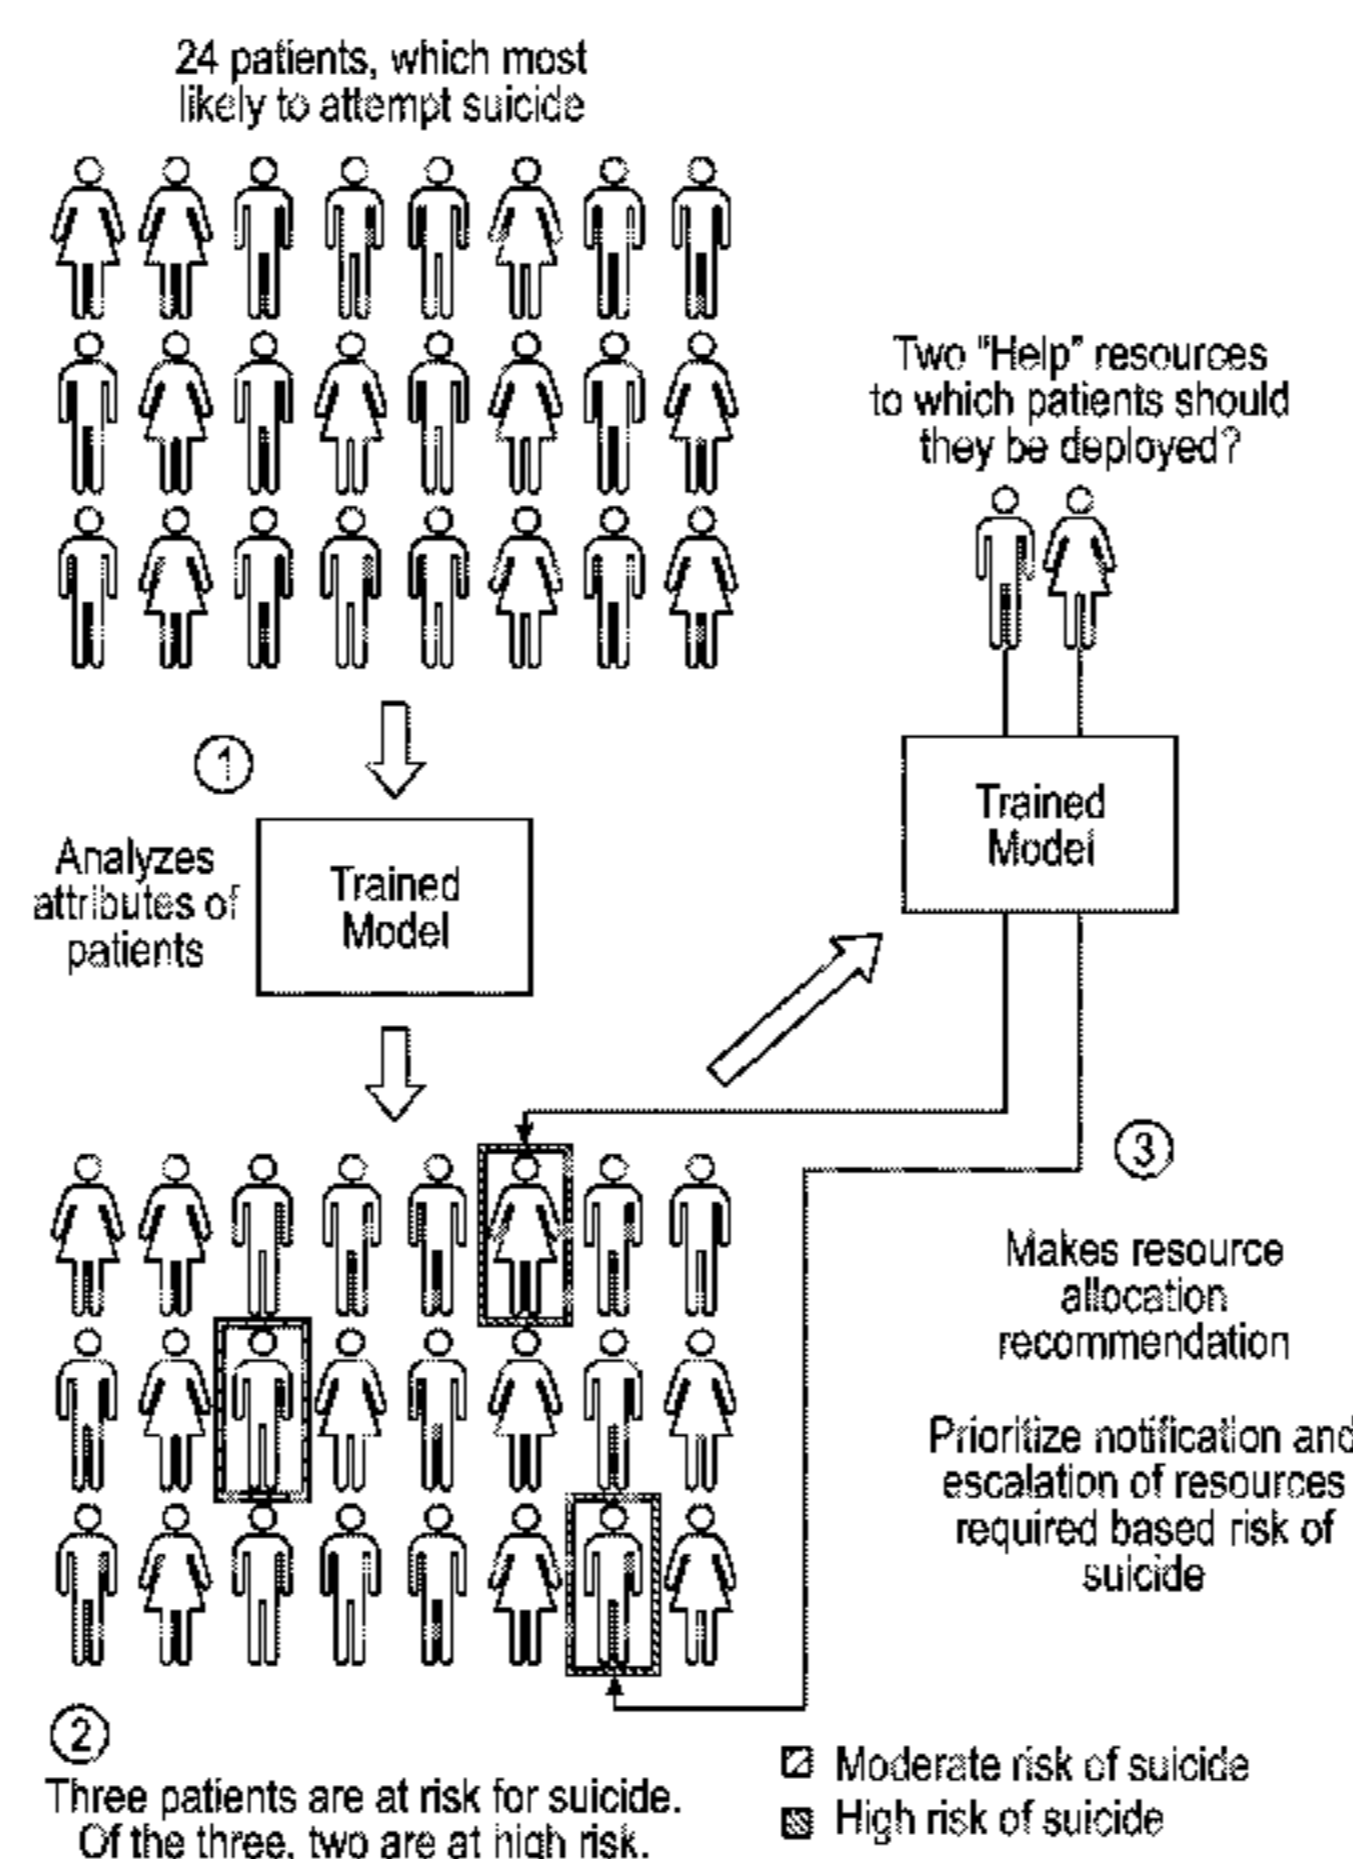 24 patients, which most
likely to attempt suicide
Two "Help" resources
to which patients should
they be deployed?
1
Analyzes
attributes of
patients
Trained
Model
Trained
Model
3
Makes resource
allocation
recommendation
Prioritize notification and
escalation of resources
required based risk of
suicide
2
Three patients are at risk for suicide.
Of the three, two are at high risk.
Moderate risk of suicide
High risk of suicide